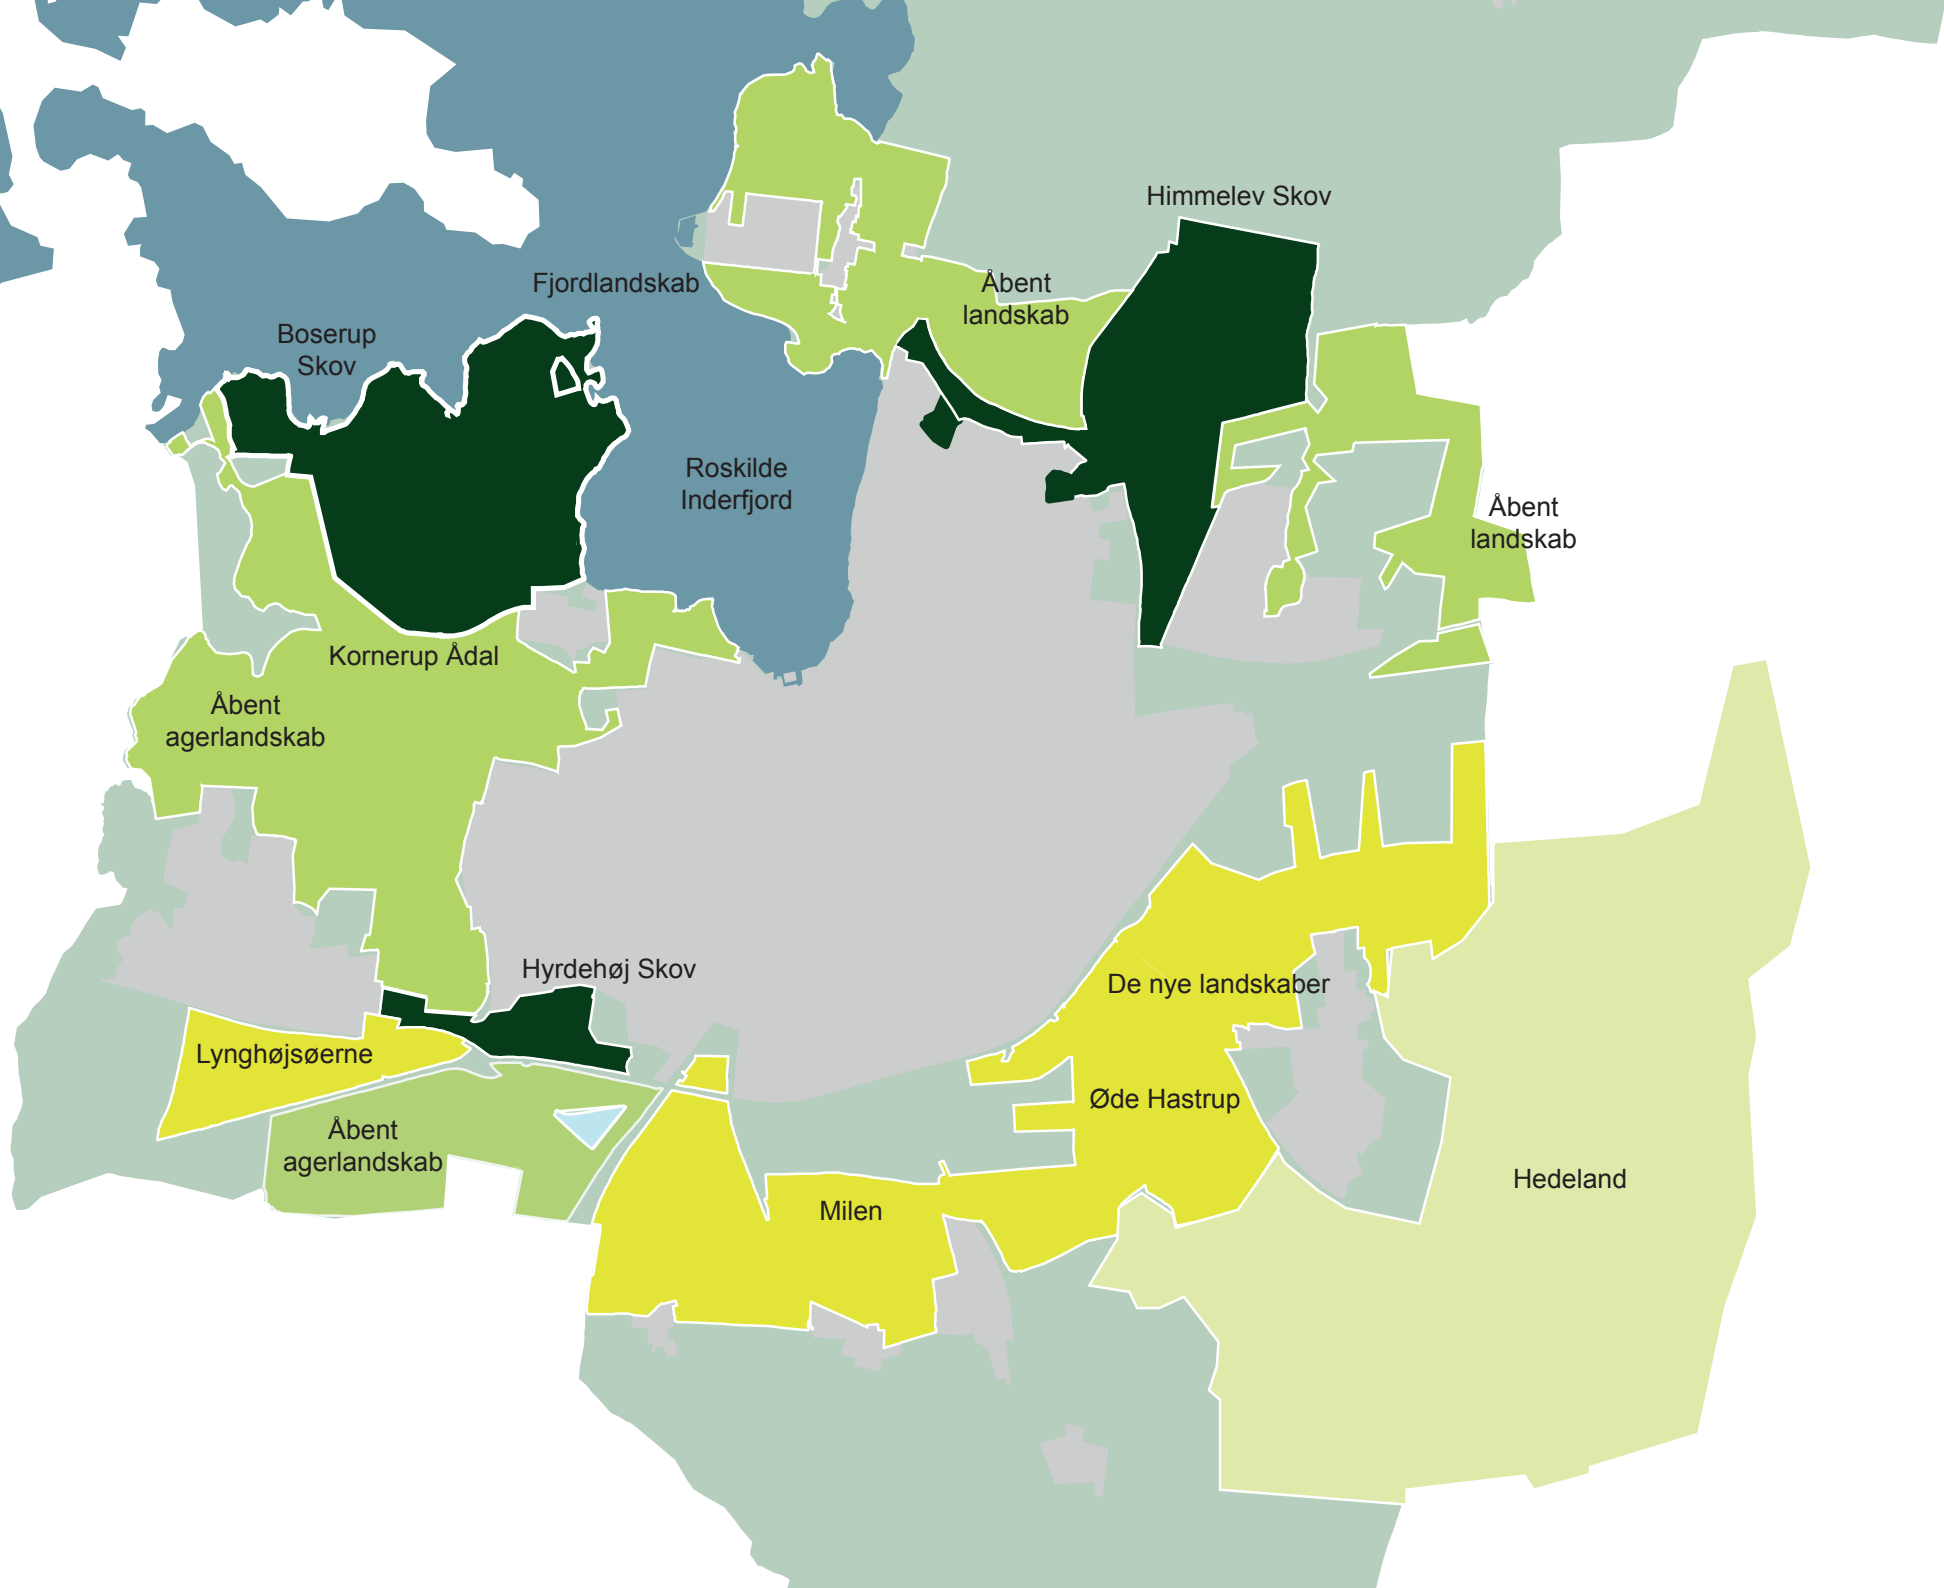 Himmelev Skov
Fjordlandskab
Åbent
landskab
Boserup
Skov
Roskilde
Inderfjord
Åbent
landskab
Kornerup Ådal
Åbent
agerlandskab
Hyrdehøj Skov
De nye landskaber
Lynghøjsøerne
Øde Hastrup
Åbent
agerlandskab
Hedeland
Milen